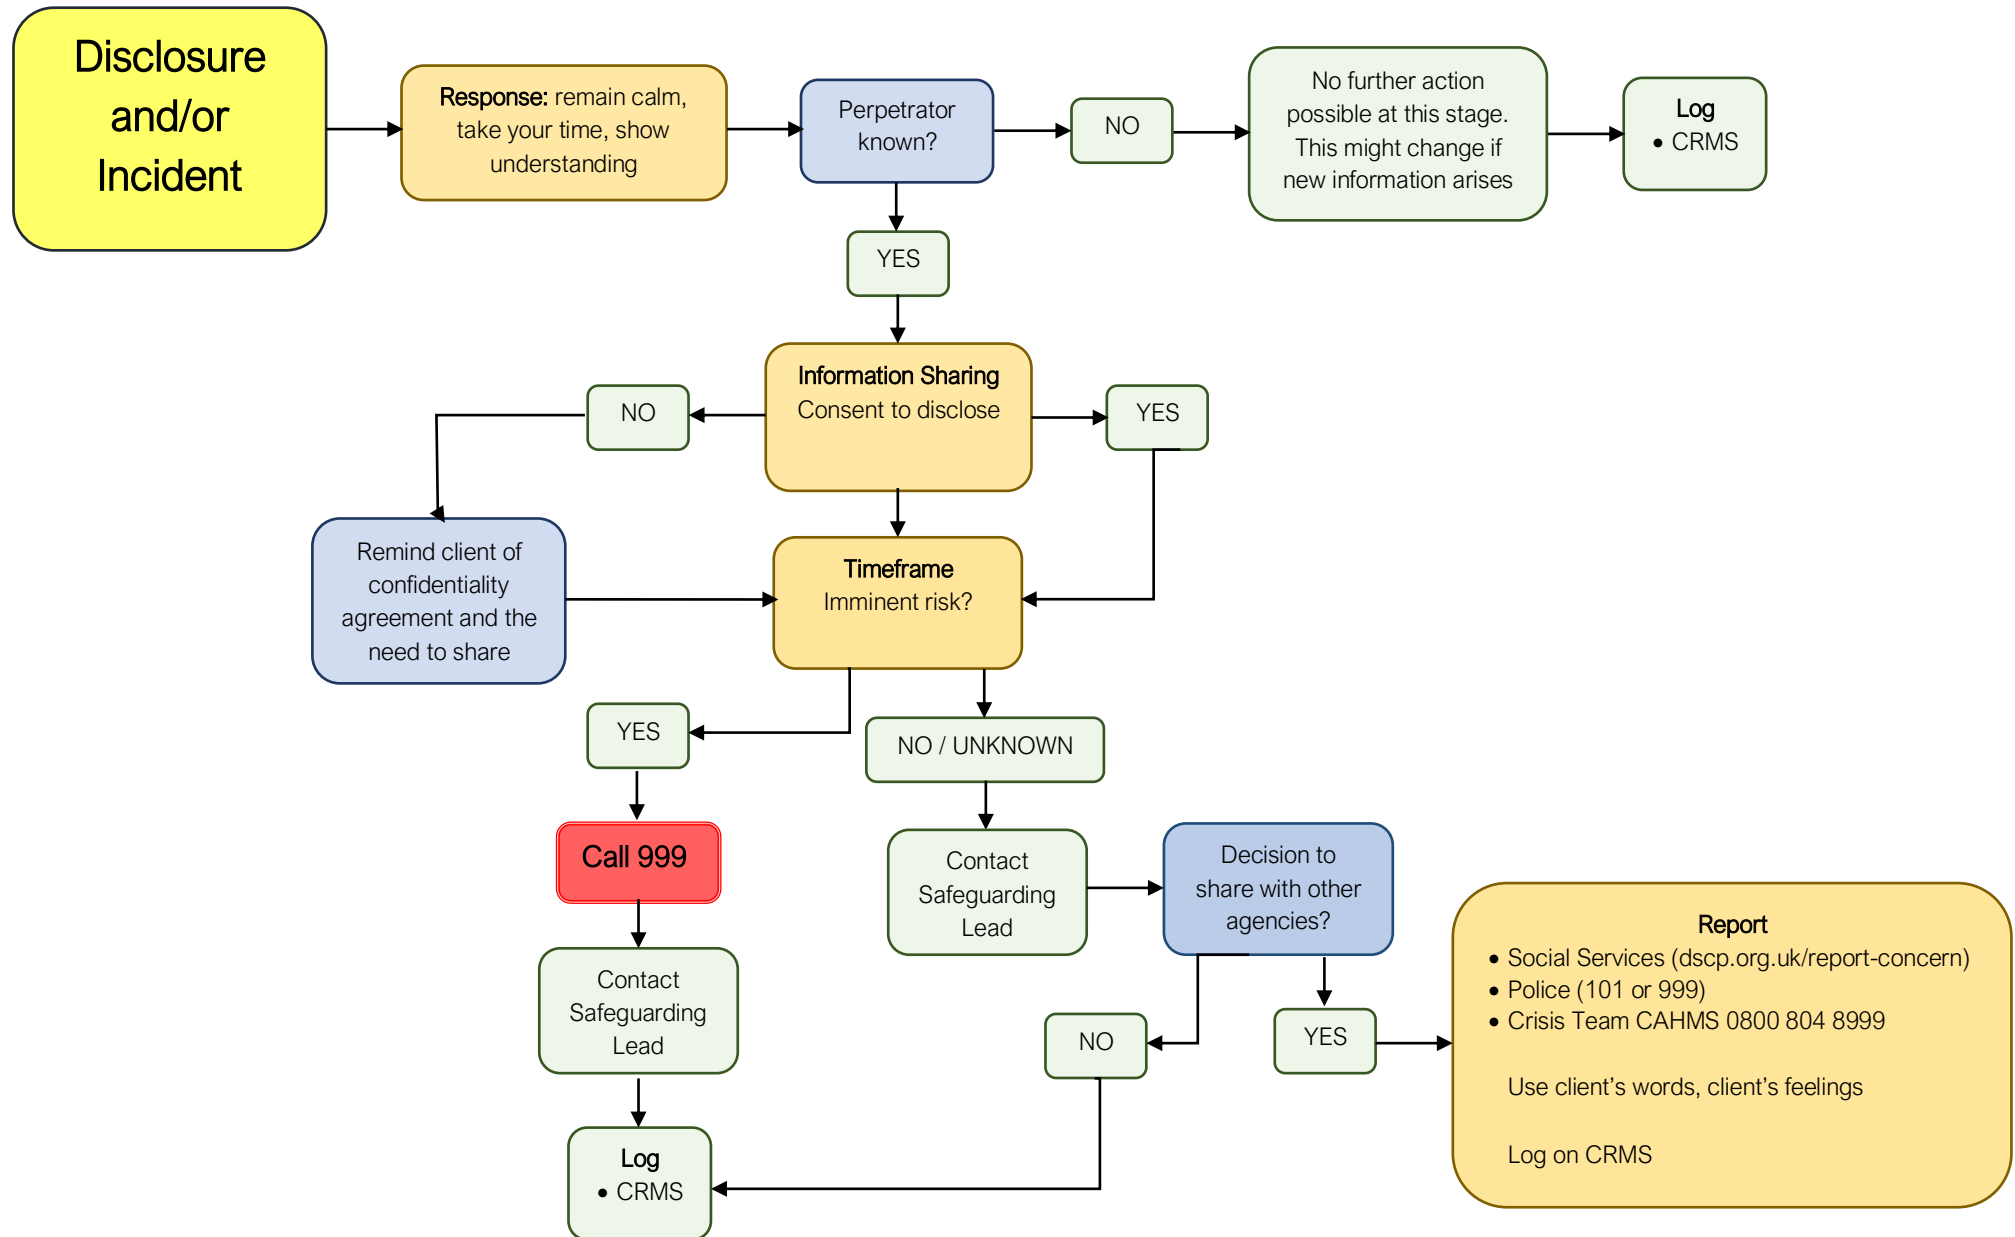 Disclosure
and/or
Incident
Response: remain calm,
take your time, show
understanding
Perpetrator
known?
NO
No further action
possible at this stage.
This might change if
new information arises
Log
• CRMS
YES
Information Sharing
Consent to disclose
NO
YES
Remind client of
confidentiality
agreement and the
need to share
Timeframe
Imminent risk?
YES
NO / UNKNOWN
Call 999
Contact
Safeguarding
Lead
Decision to
share with other
agencies?
Contact
Safeguarding
Lead
NO
YES
Report
• Social Services (dscp.org.uk/report-concern)
• Police (101 or 999)
• Crisis Team CAHMS 0800 804 8999
Use client’s words, client’s feelings
Log on CRMS
Log
• CRMS